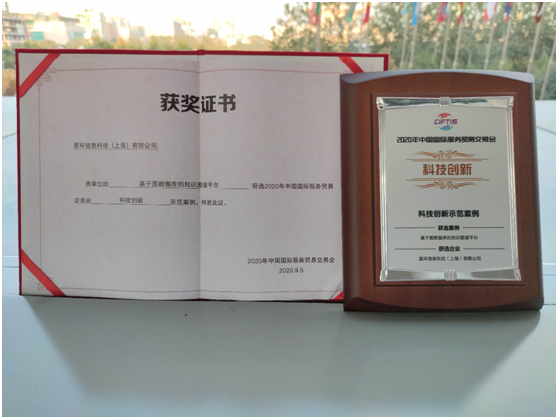 获奖证书
星环信息科技（上海）有限公司:
贵单位的 基于图数据库的知识图谱平台 获选2020年中国国际服务贸易
交易会 科技创新 示范案例，特发此证。
2020年中国国际服务贸易交易会
2020.9.5
CIFTIS
2020年中国国际服务贸易交易会
科技创新
科技创新示范案例
获选案例
基于图数据库的知识图谱平台
获选企业
星环信息科技（上海）有限公司